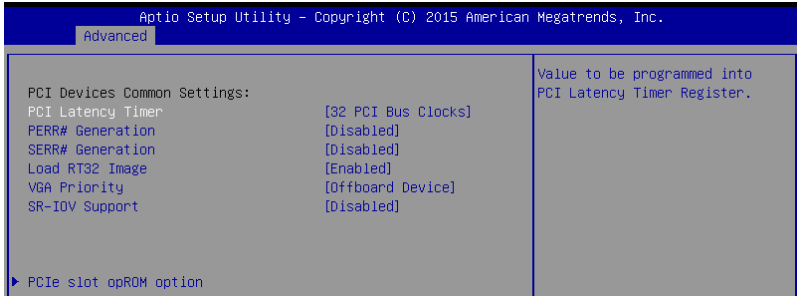 Aptio Setup Utility – Copyright (C) 2015 American Megatrends, Inc.
Advanced
PCI Devices Common Settings:
PCI Latency Timer [32 PCI Bus Clocks]
PERR# Generation [Disabled]
SERR# Generation [Disabled]
Load RT32 Image [Enabled]
VGA Priority [Offboard Device]
SR-IOV Support [Disabled]
PCIe slot opROM option
Value to be programmed into
PCI Latency Timer Register.